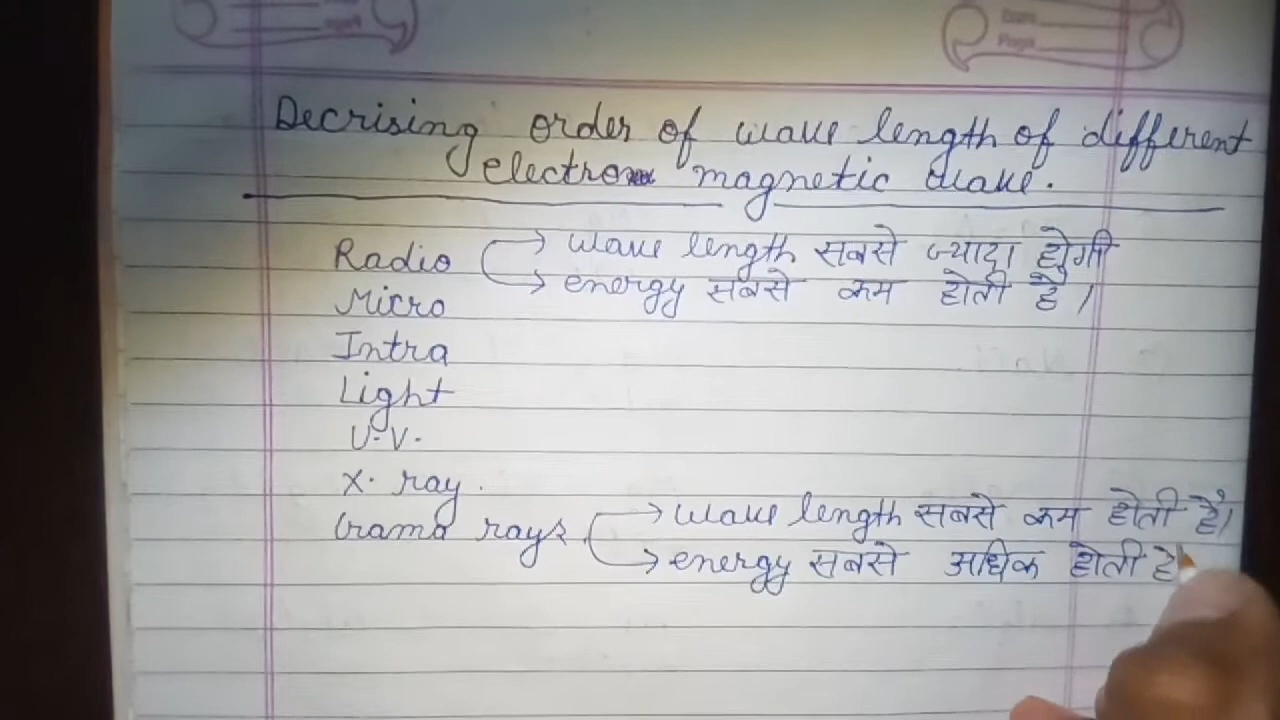 Decrising order of wave length of different
electro magnetic wave.
Radio → wave length सबसे ज्यादा होगी
→ energy सबसे कम होती है।
Micro
Intra
Light
U.V.
X. ray.
Grama rays → wave length सबसे कम होती है।
→ energy सबसे अधिक होती है